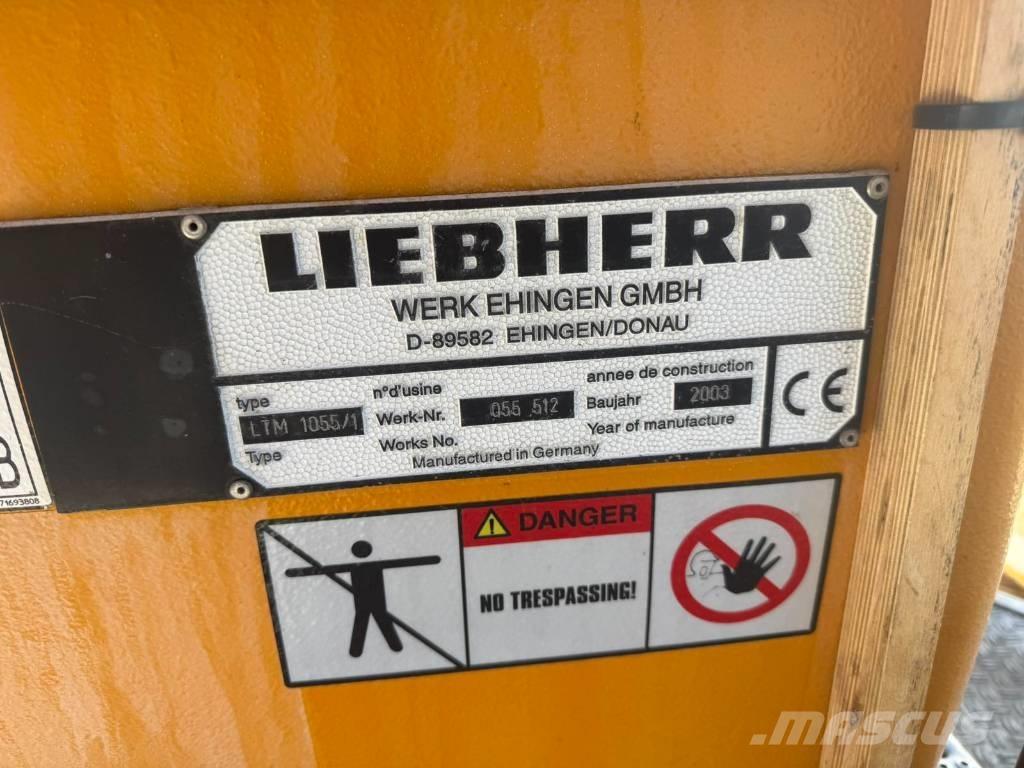 LIEBHERR
WERK EHINGEN GMBH
D-89582 EHINGEN/DONAU
type
LTM 1055/1
Type
n°d'usine
Werk-Nr. 055 512
Works No.
annee de construction
Baujahr 2003
Year of manufacture
Manufactured in Germany
CE
B
71693808
DANGER
NO TRESPASSING!
MASCUS